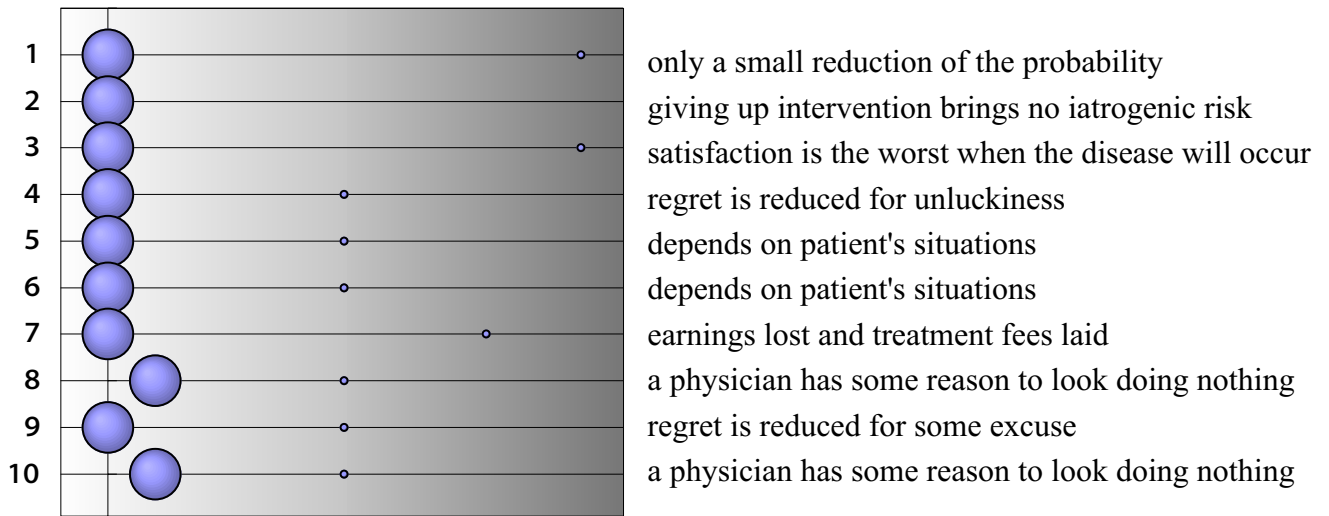 1 only a small reduction of the probability
2 giving up intervention brings no iatrogenic risk
3 satisfaction is the worst when the disease will occur
4 regret is reduced for unluckiness
5 depends on patient's situations
6 depends on patient's situations
7 earnings lost and treatment fees laid
8 a physician has some reason to look doing nothing
9 regret is reduced for some excuse
10 a physician has some reason to look doing nothing